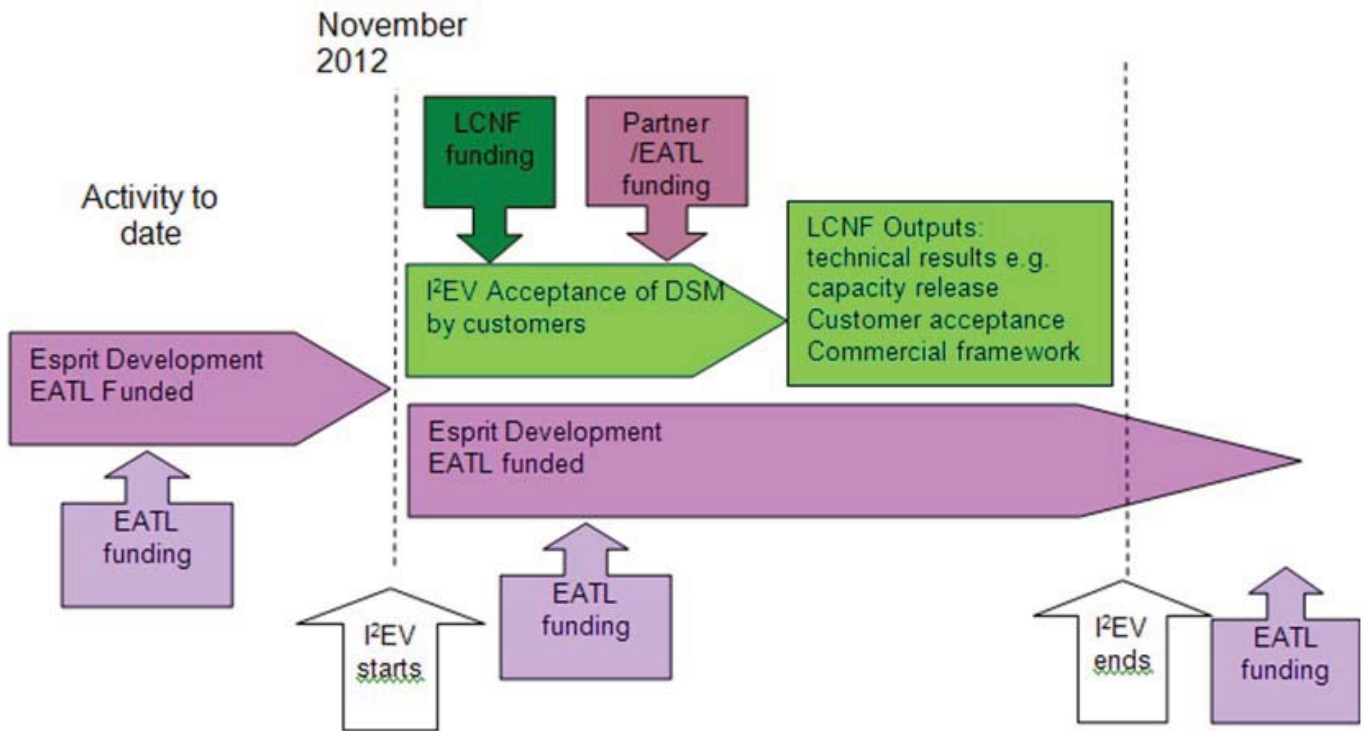 November
2012
LCNF
funding
Partner
/EATL
funding
Activity to
date
LCNF Outputs:
technical results e.g.
capacity release
Customer acceptance
Commercial framework
I²EV Acceptance of DSM
by customers
Esprit Development
EATL Funded
Esprit Development
EATL funded
EATL
funding
EATL
funding
I²EV
starts
I²EV
ends
EATL
funding